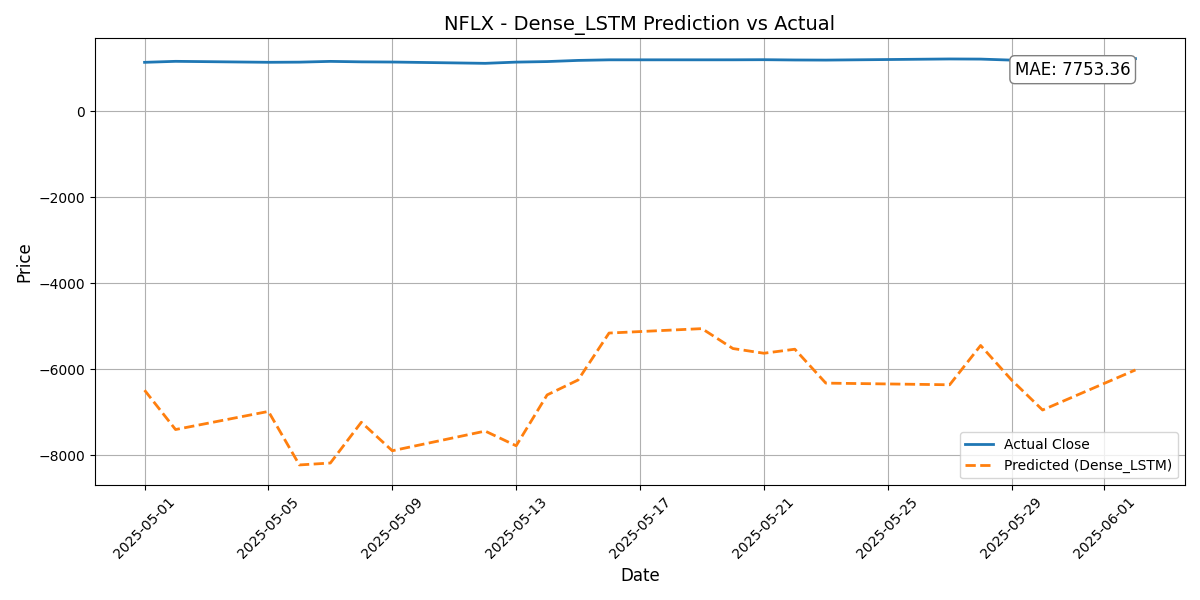 NFLX - Dense_LSTM Prediction vs Actual
MAE: 7753.36
Price
0
−2000
−4000
−6000
−8000
Actual Close
Predicted (Dense_LSTM)
2025-05-01
2025-05-05
2025-05-09
2025-05-13
2025-05-17
2025-05-21
2025-05-25
2025-05-29
2025-06-01
Date